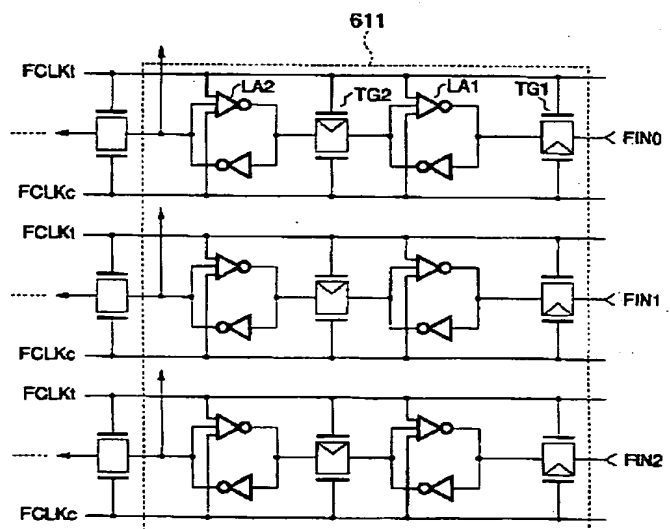 611
FCLKt
LA2
TG2
LA1
TG1
FIN0
FCLKc
FCLKt
FIN1
FCLKc
FCLKt
FIN2
FCLKc